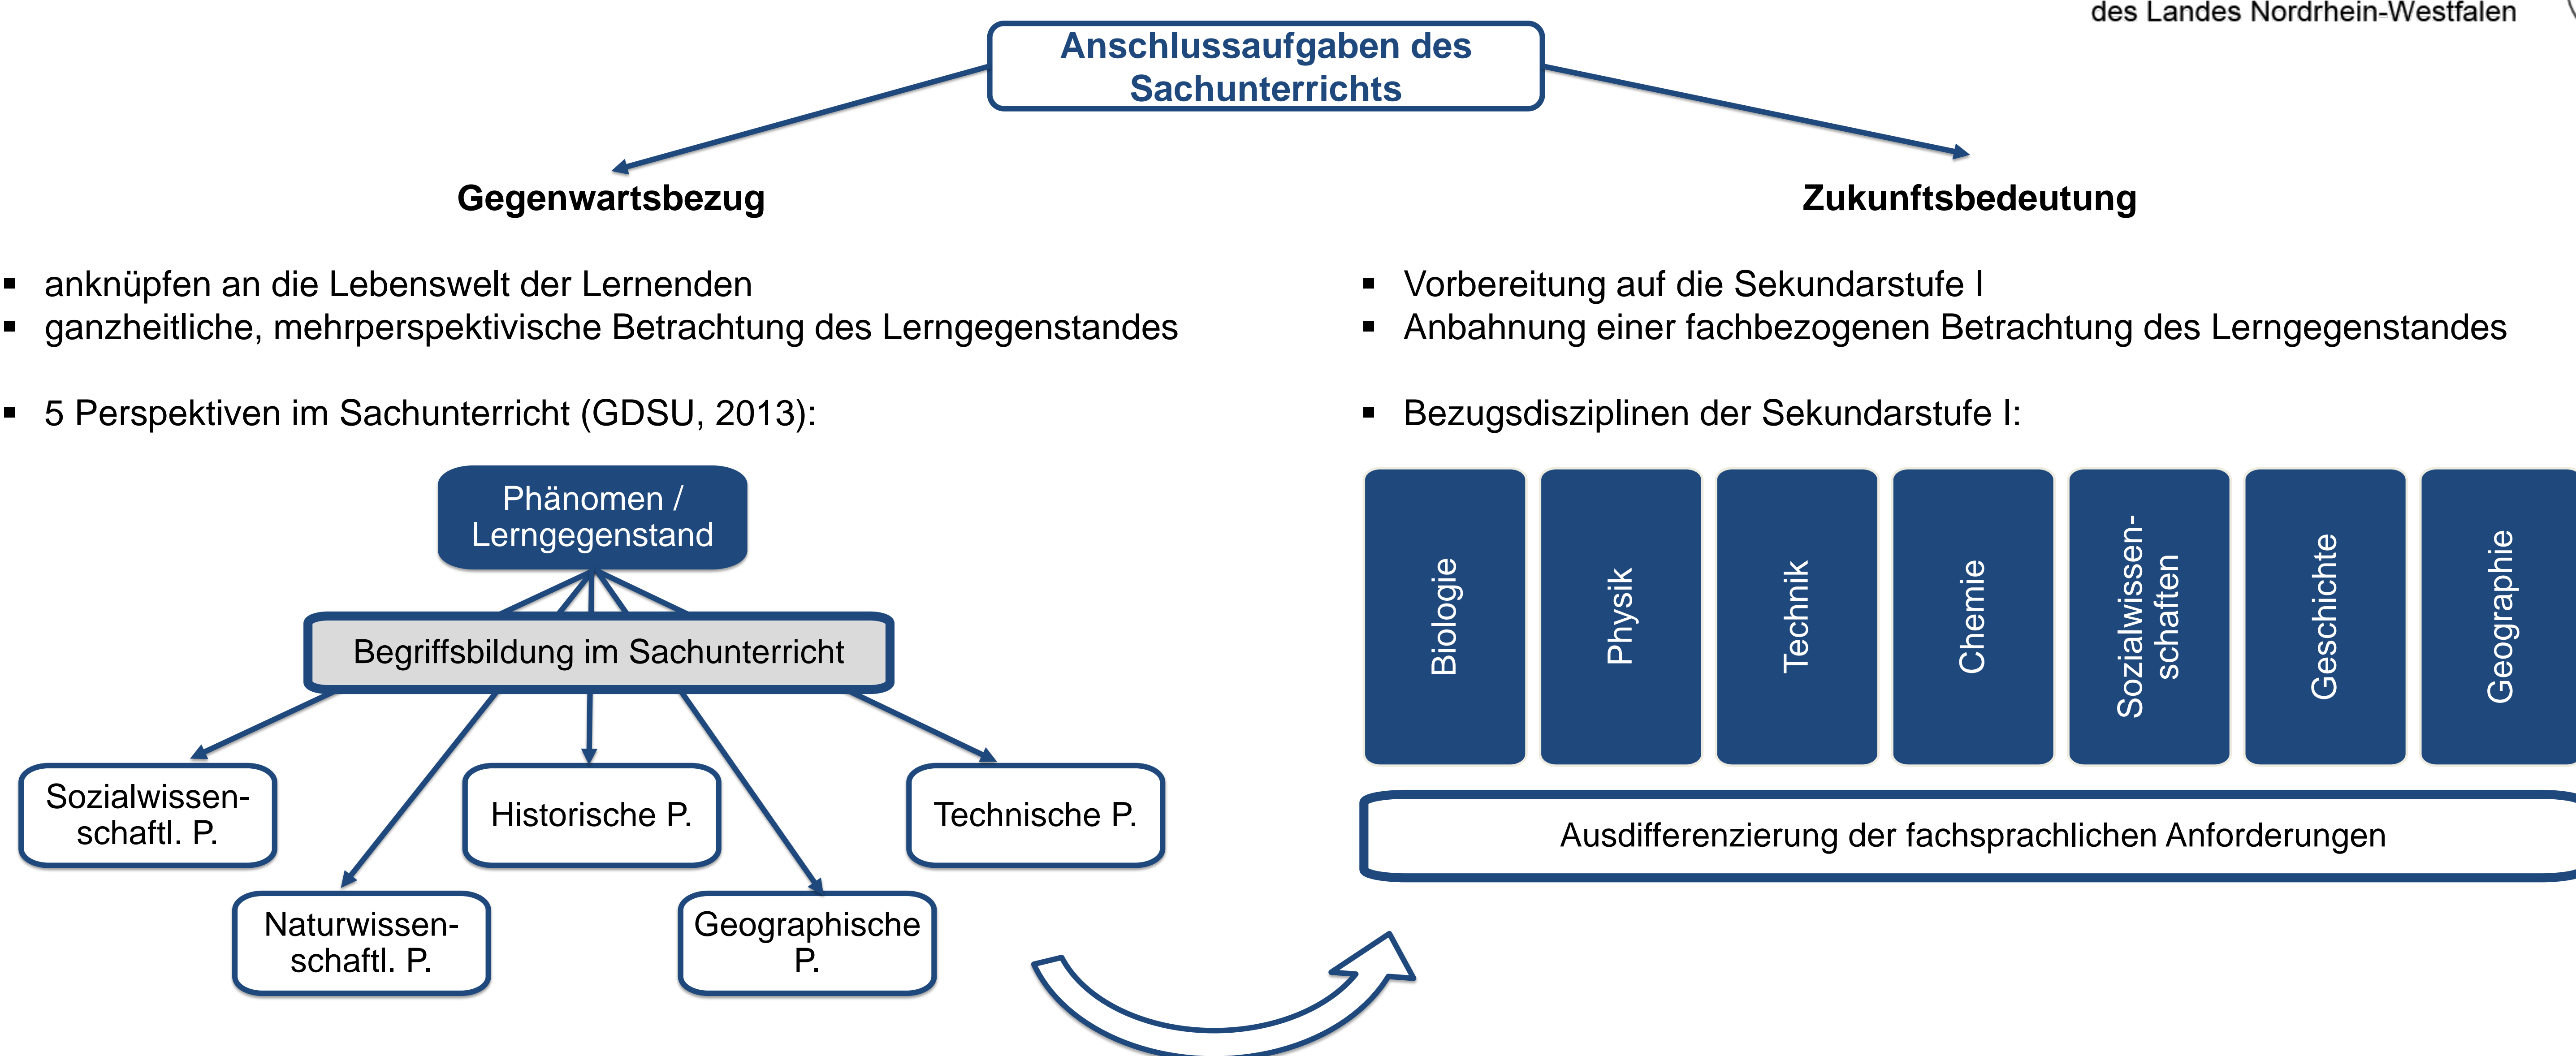 des Landes Nordrhein-Westfalen
Anschlussaufgaben des
Sachunterrichts
Gegenwartsbezug
▪ anknüpfen an die Lebenswelt der Lernenden
▪ ganzheitliche, mehrperspektivische Betrachtung des Lerngegenstandes
▪ 5 Perspektiven im Sachunterricht (GDSU, 2013):
Phänomen /
Lerngegenstand
Begriffsbildung im Sachunterricht
Sozialwissen-
schaftl. P.
Historische P.
Technische P.
Naturwissen-
schaftl. P.
Geographische
P.
Zukunftsbedeutung
▪ Vorbereitung auf die Sekundarstufe I
▪ Anbahnung einer fachbezogenen Betrachtung des Lerngegenstandes
▪ Bezugsdisziplinen der Sekundarstufe I:
Biologie
Physik
Technik
Chemie
Sozialwissen-
schaften
Geschichte
Geographie
Ausdifferenzierung der fachsprachlichen Anforderungen